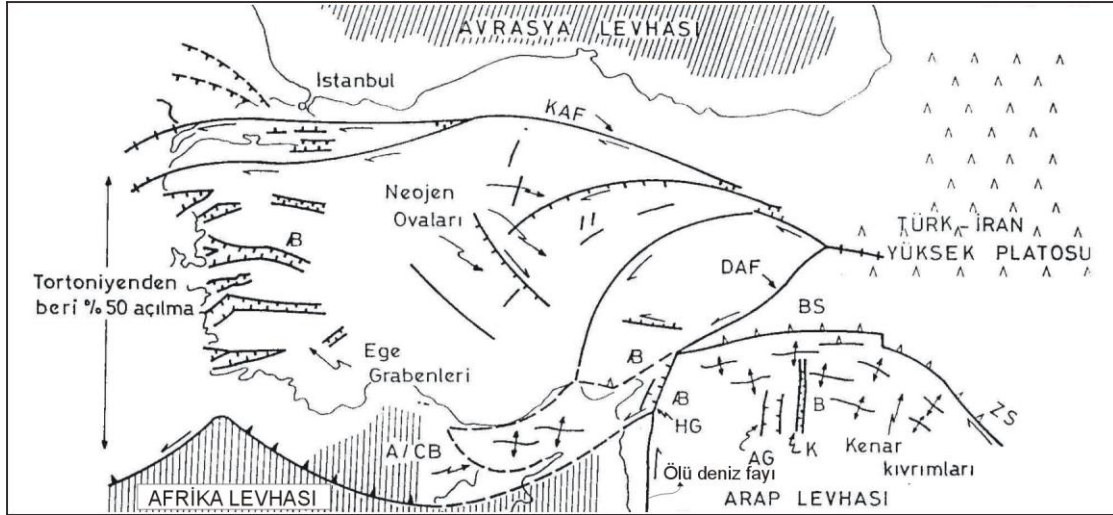 AVRASYA LEVHASI
İstanbul
KAF
Neojen
Ovaları
TÜRK-İRAN
YÜKSEK PLATOSU
Tortoniyenden
beri % 50 açılma
DAF
BS
Ege
Grabenleri
B
B
B
B
HG
ZS
A/CB
AG
K
Kenar
kıvrımları
Ölü deniz fayı
AFRİKA LEVHASI
ARAP LEVHASI